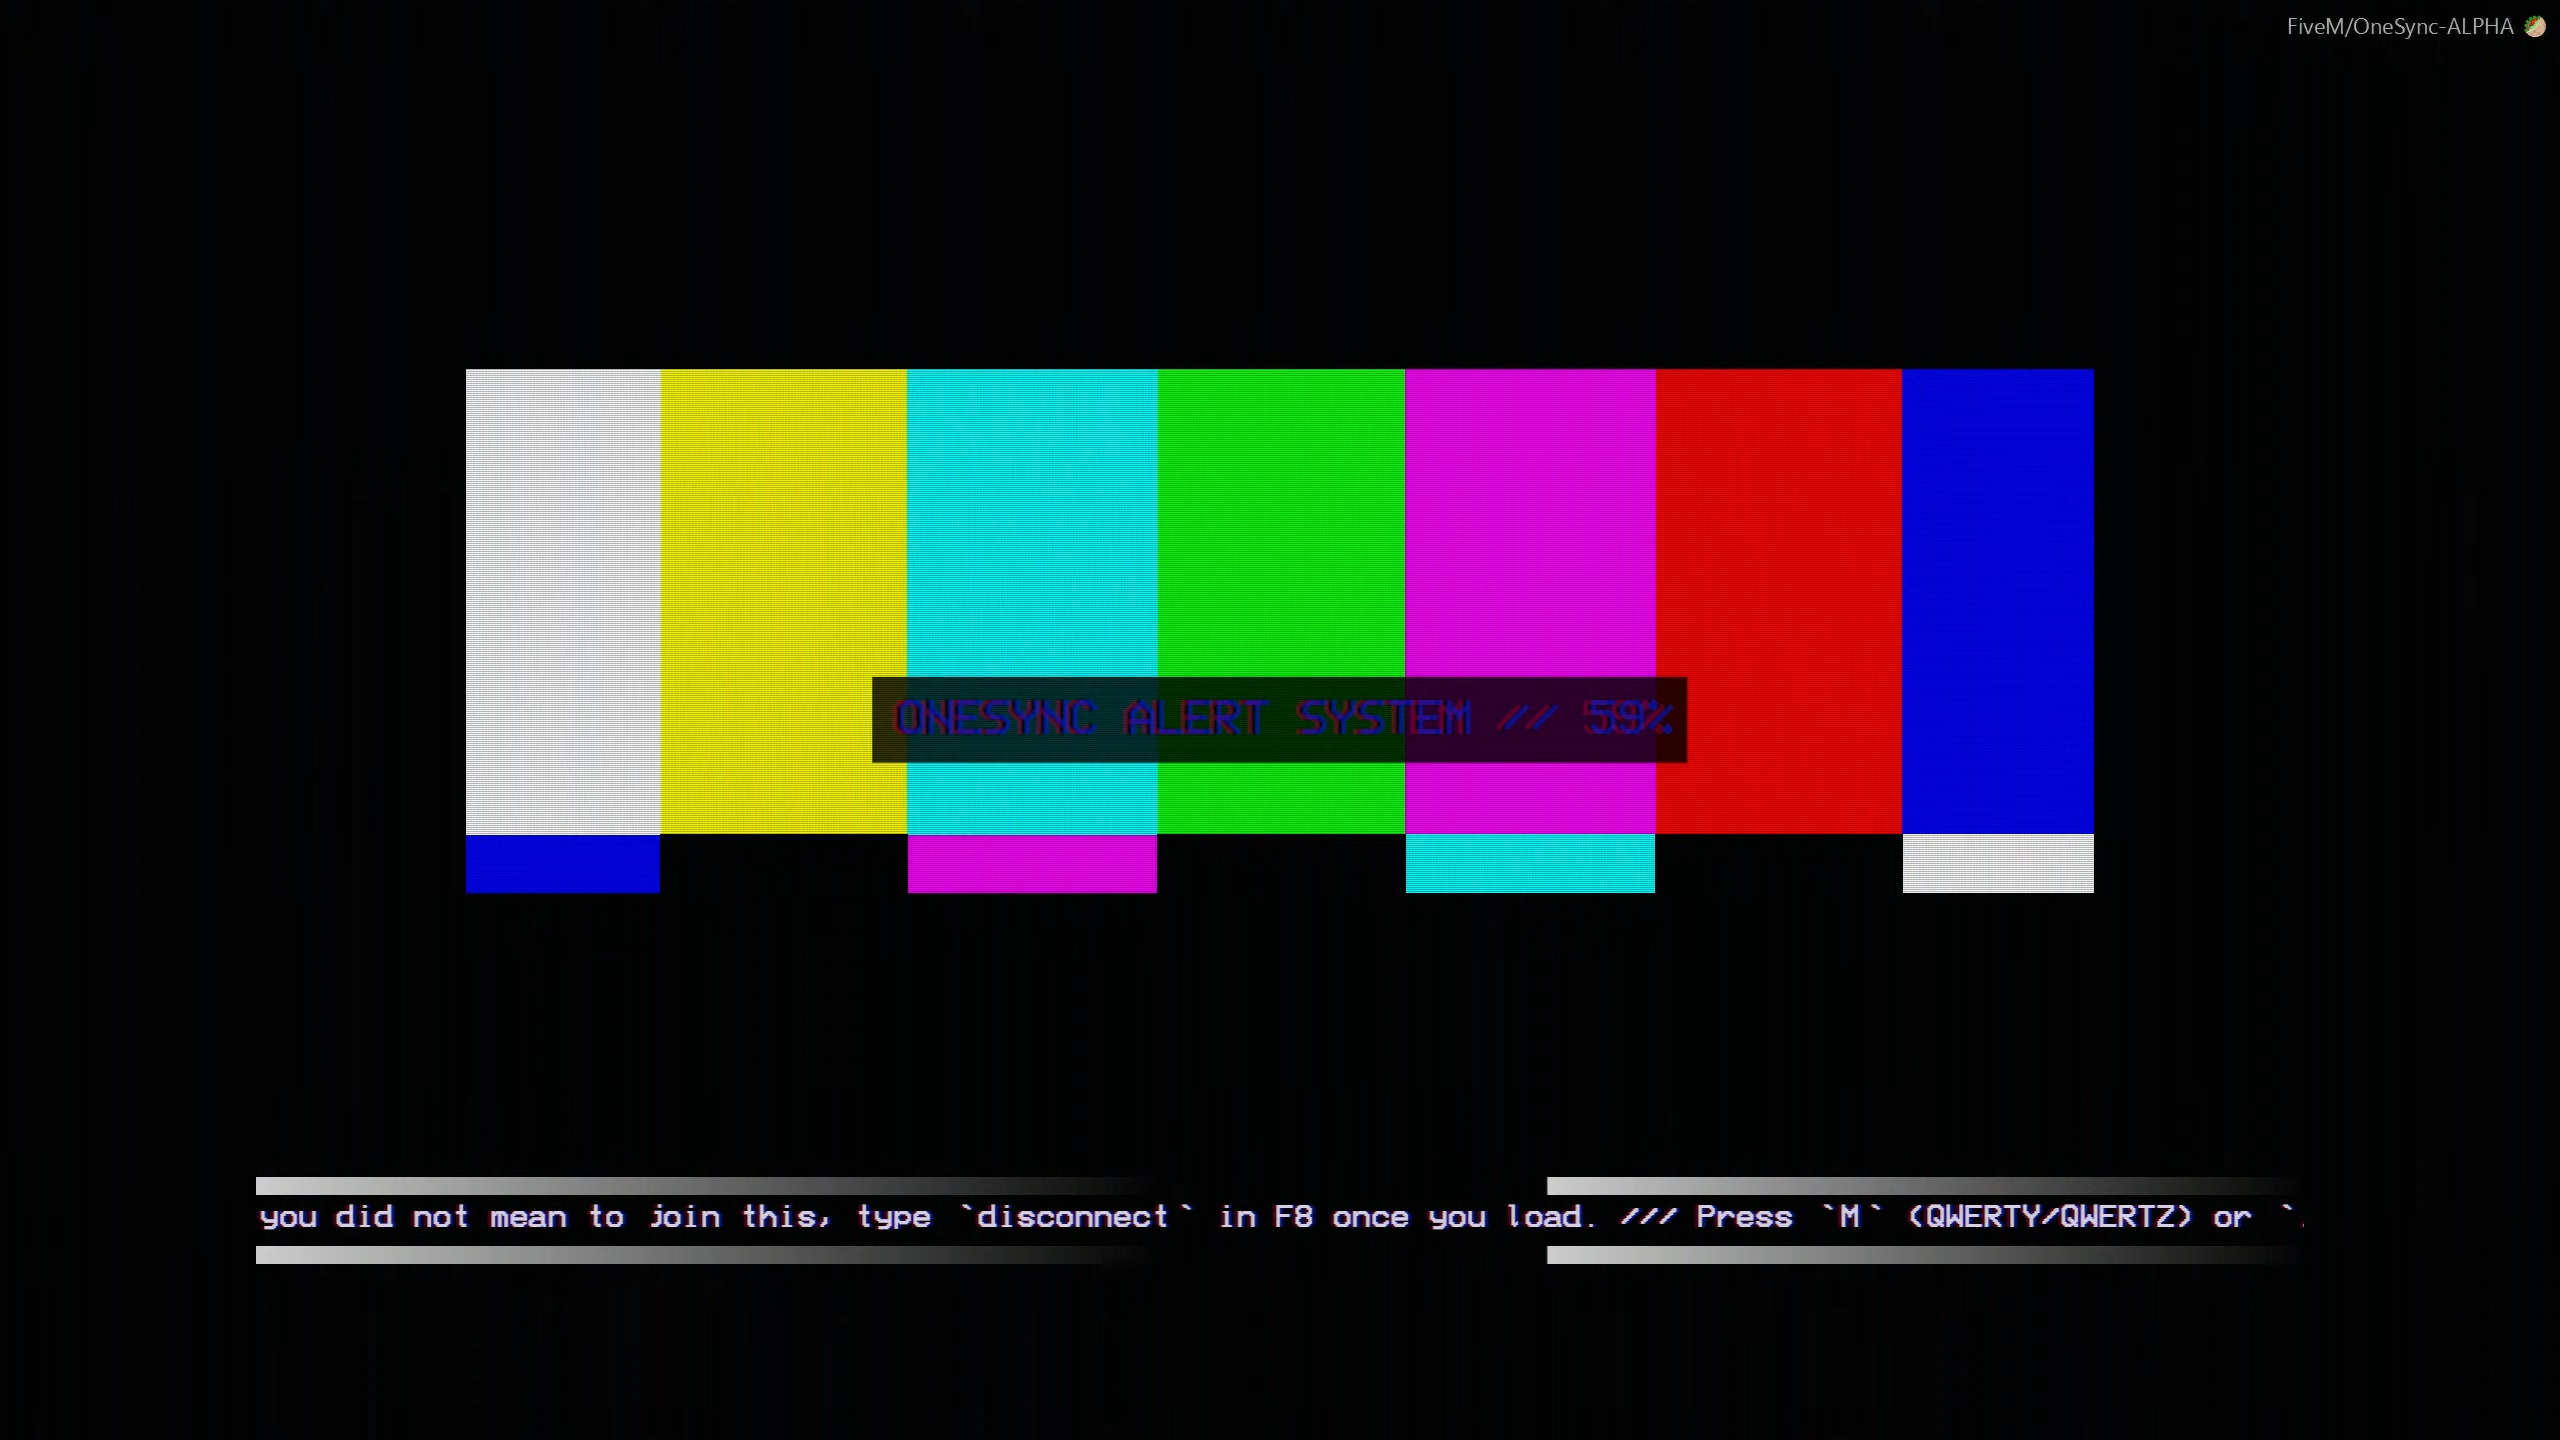 FiveM/OneSync-ALPHA
ONESYNC ALERT SYSTEM // 59%
you did not mean to join this, type `disconnect` in F8 once you load. /// Press `M` (QWERTY/QWERTZ) or `